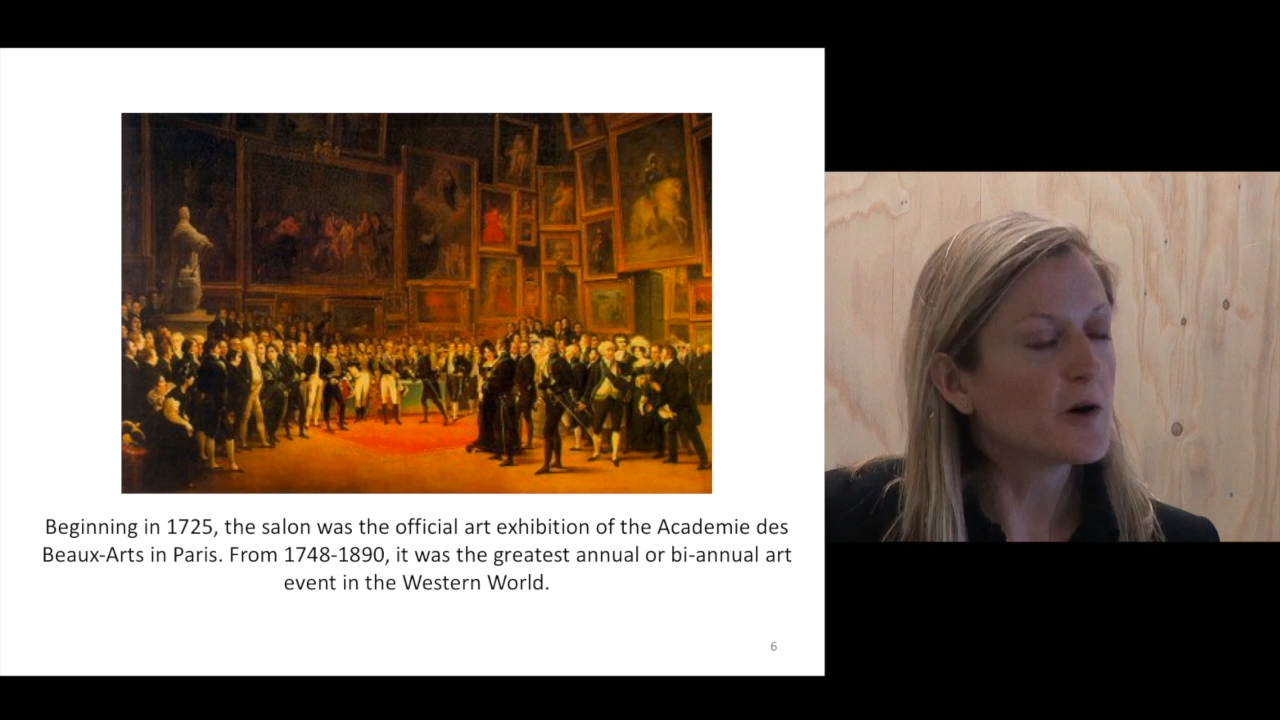 Beginning in 1725, the salon was the official art exhibition of the Academie des
Beaux-Arts in Paris. From 1748-1890, it was the greatest annual or bi-annual art
event in the Western World.
6